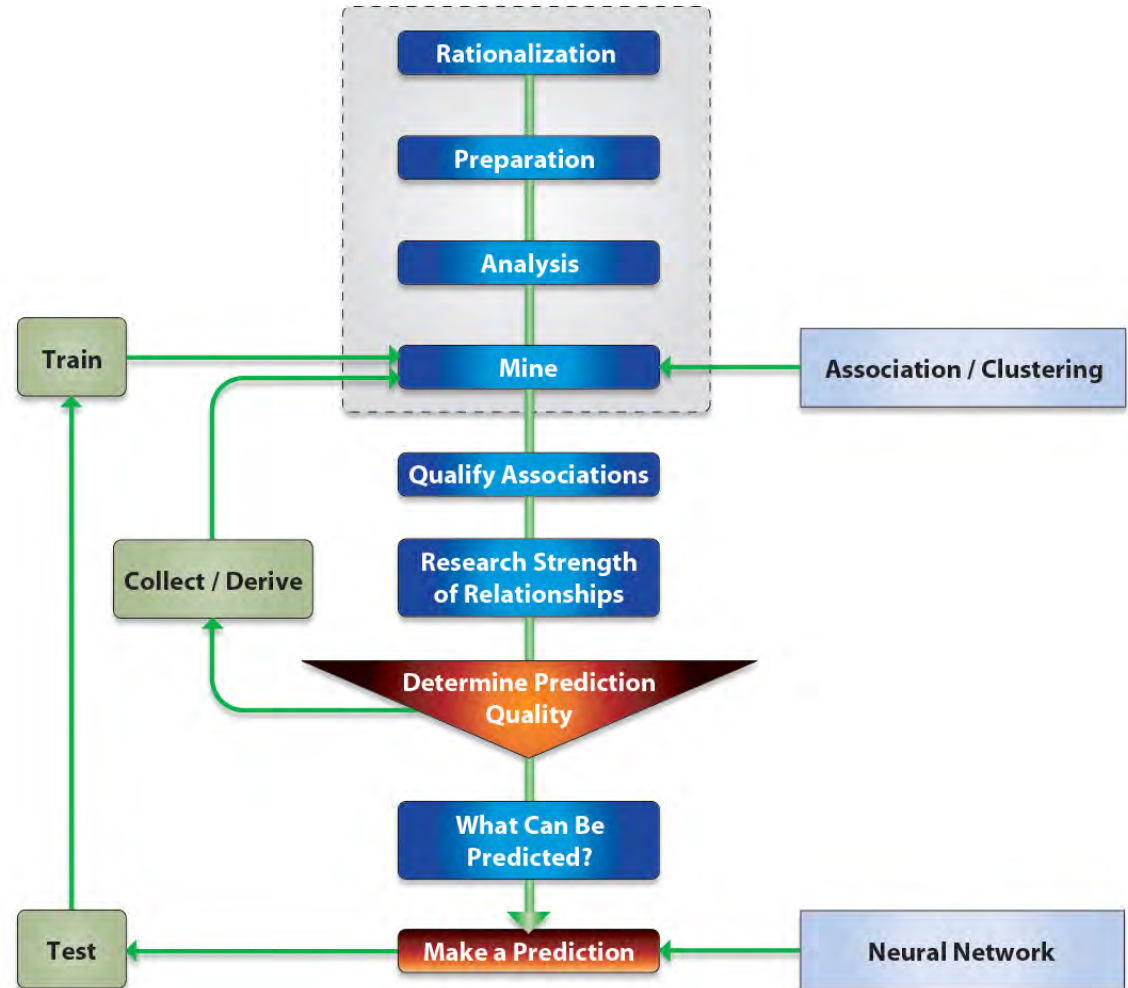 Rationalization
Preparation
Analysis
Train
Mine
Association / Clustering
Qualify Associations
Research Strength
of Relationships
Collect / Derive
Determine Prediction
Quality
What Can Be
Predicted?
Test
Make a Prediction
Neural Network